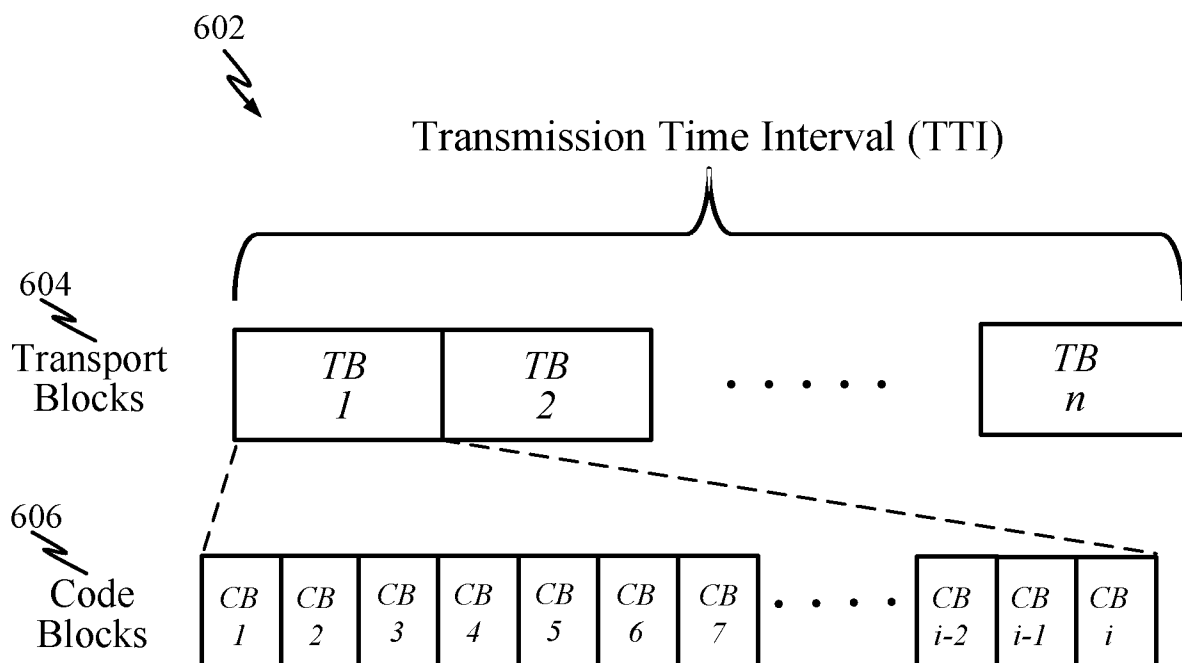 602
Transmission Time Interval (TTI)
604
Transport
Blocks
TB
1
TB
2
. . . . .
TB
n
606
Code
Blocks
CB
1
CB
2
CB
3
CB
4
CB
5
CB
6
CB
7
. . . . .
CB
i-2
CB
i-1
CB
i